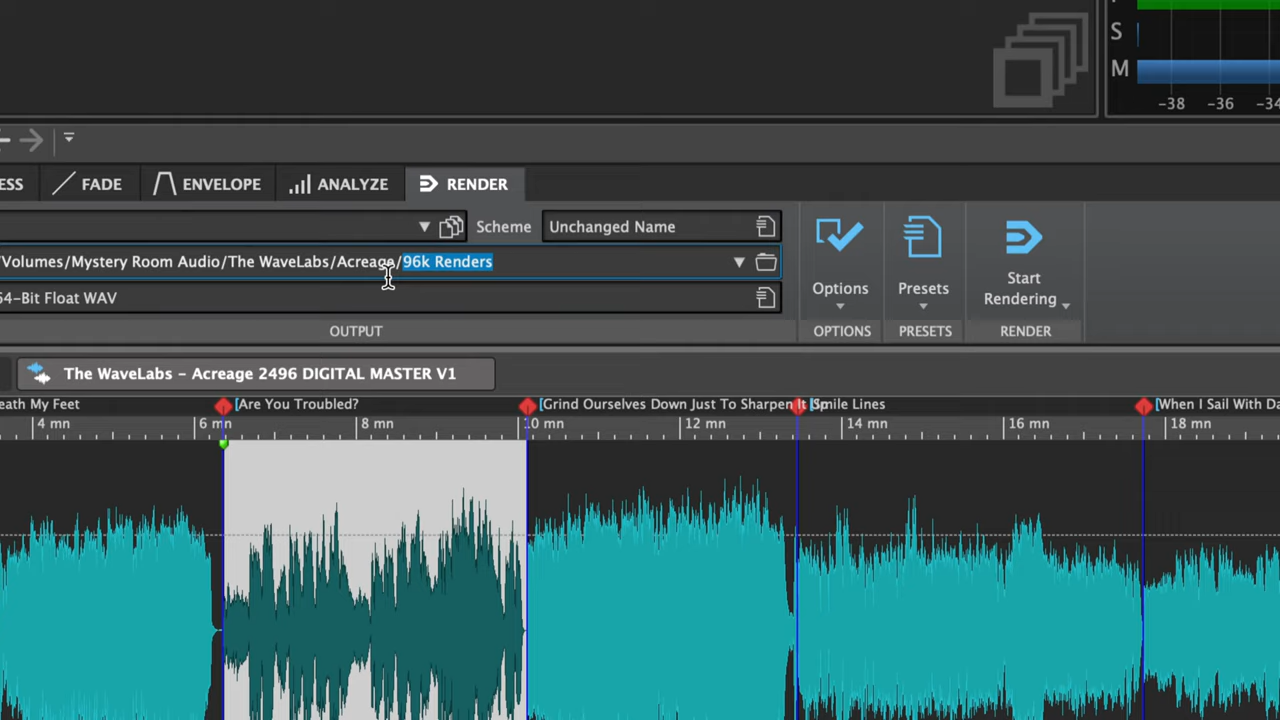 S
M
-38 -36 -34
ESS FADE ENVELOPE ANALYZE RENDER
Scheme Unchanged Name
/Volumes/Mystery Room Audio/The WaveLabs/Acreage/96k Renders
64-Bit Float WAV
Options
Presets
Start
Rendering
OUTPUT OPTIONS PRESETS RENDER
The WaveLabs - Acreage 2496 DIGITAL MASTER V1
eath My Feet [Are You Troubled? [Grind Ourselves Down Just To Sharpen It Up [Smile Lines [When I Sail With Da
4 mn 6 mn 8 mn 10 mn 12 mn 14 mn 16 mn 18 mn